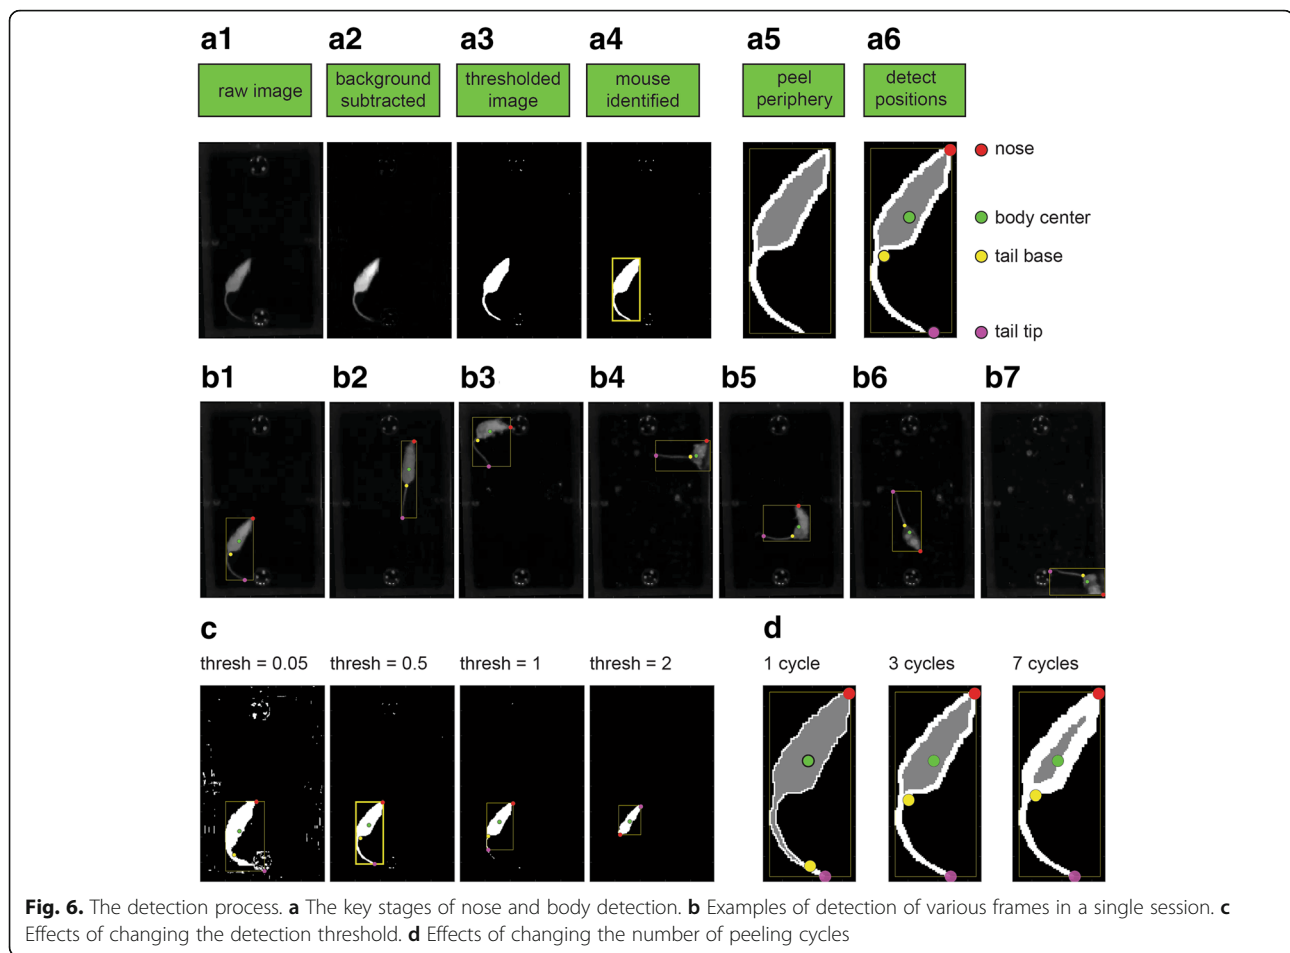 a1 a2 a3 a4 a5 a6
raw image
background
subtracted
thresholded
image
mouse
identified
peel
periphery
detect
positions
nose
body center
tail base
tail tip
b1 b2 b3 b4 b5 b6 b7
c
thresh = 0.05 thresh = 0.5 thresh = 1 thresh = 2
d
1 cycle 3 cycles 7 cycles
Fig. 6. The detection process. a The key stages of nose and body detection. b Examples of detection of various frames in a single session. c
Effects of changing the detection threshold. d Effects of changing the number of peeling cycles